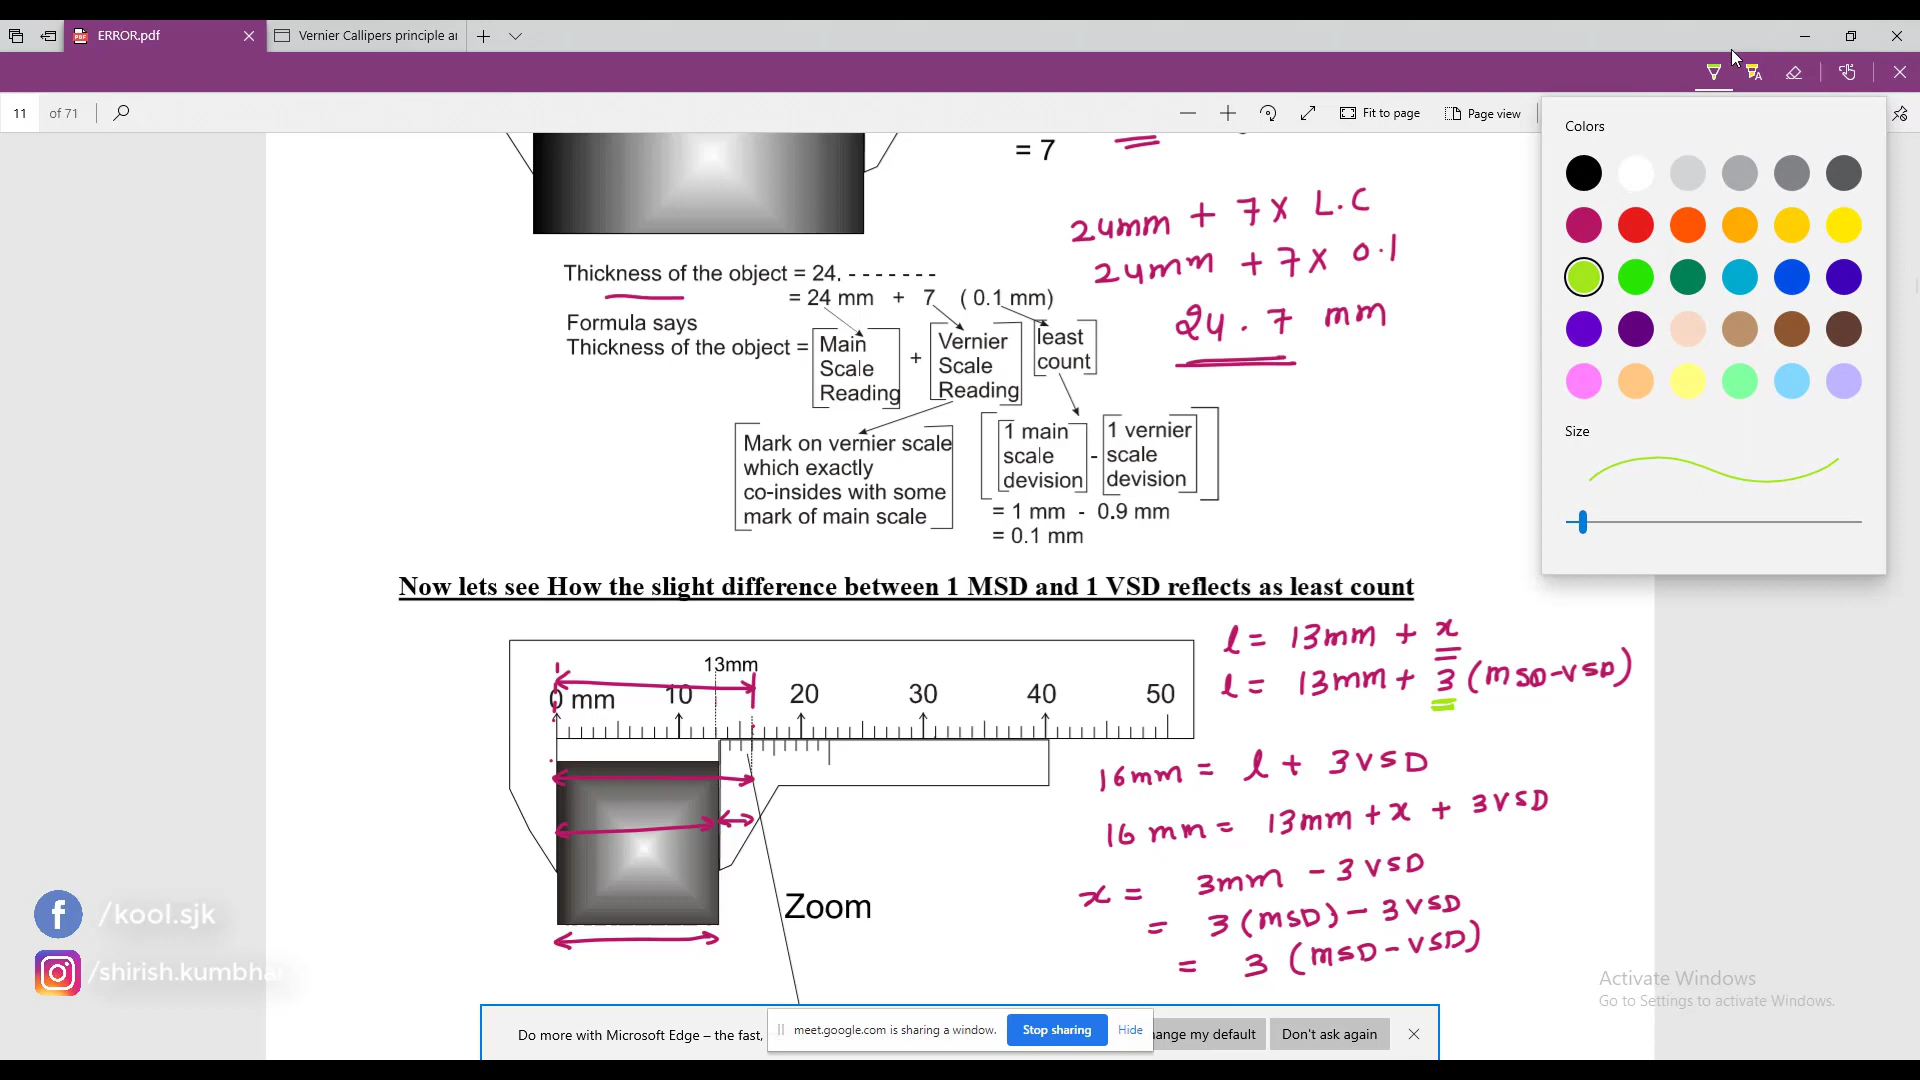 ERROR.pdf
Vernier Callipers principle ar
11 of 71
Fit to page
Page view
Colors
Size
= 7
24mm + 7 X L.C
24mm + 7 X 0.1
24.7 mm
Thickness of the object = 24. - - - - - - -
= 24 mm + 7 ( 0.1 mm)
Formula says
Thickness of the object =
Main
Scale
Reading
+
Vernier
Scale
Reading
least
count
Mark on vernier scale
which exactly
co-insides with some
mark of main scale
1 main
scale
devision
-
1 vernier
scale
devision
= 1 mm - 0.9 mm
= 0.1 mm
Now lets see How the slight difference between 1 MSD and 1 VSD reflects as least count
13mm
0 mm 10 20 30 40 50
Zoom
l = 13mm + x
l = 13mm + 3 (MSD-VSD)
16mm = l + 3VSD
16 mm = 13mm + x + 3VSD
x = 3mm - 3VSD
= 3 (MSD) - 3VSD
= 3 (MSD - VSD)
/kool.sjk
/shirish.kumbhar
Activate Windows
Go to Settings to activate Windows.
Do more with Microsoft Edge – the fast,
meet.google.com is sharing a window.
Stop sharing
Hide
hange my default
Don't ask again